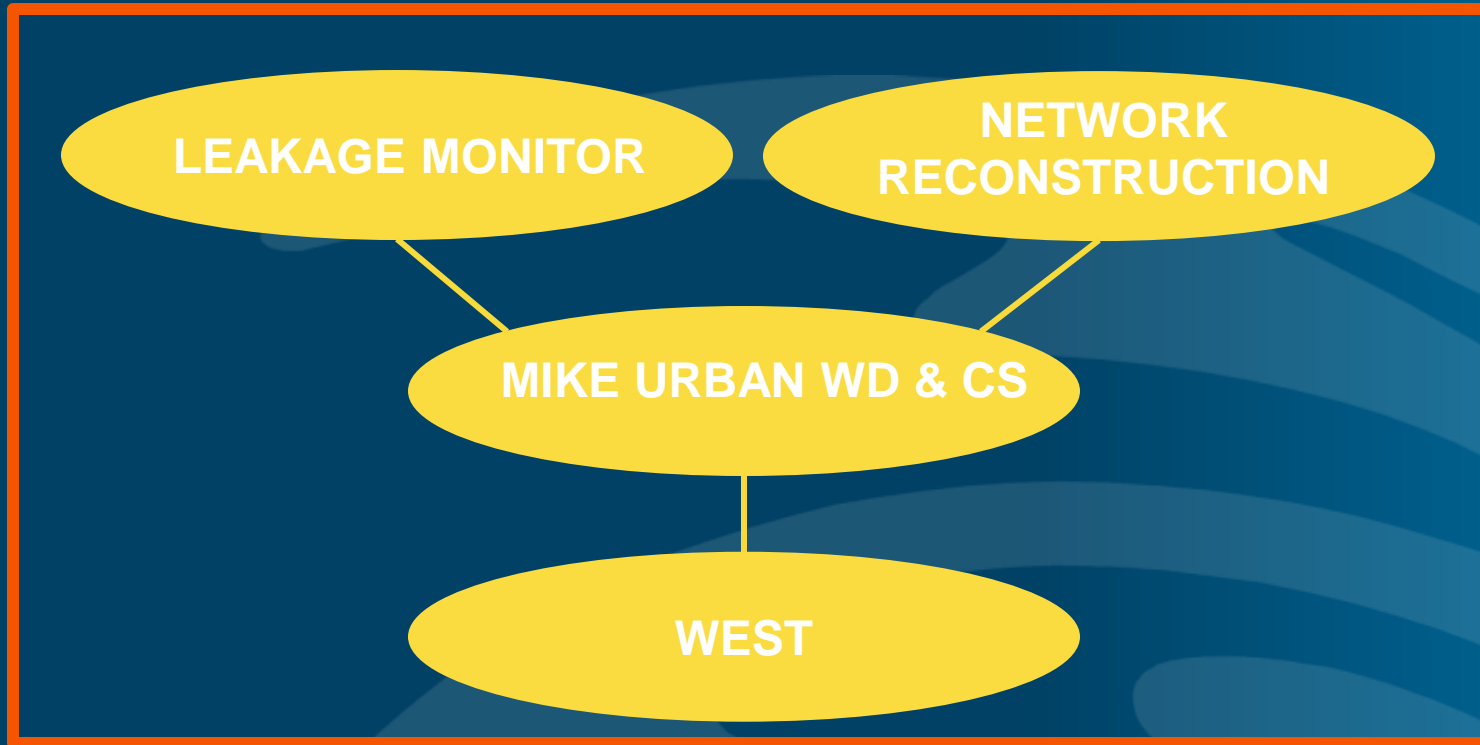 LEAKAGE MONITOR
NETWORK
RECONSTRUCTION
MIKE URBAN WD & CS
WEST